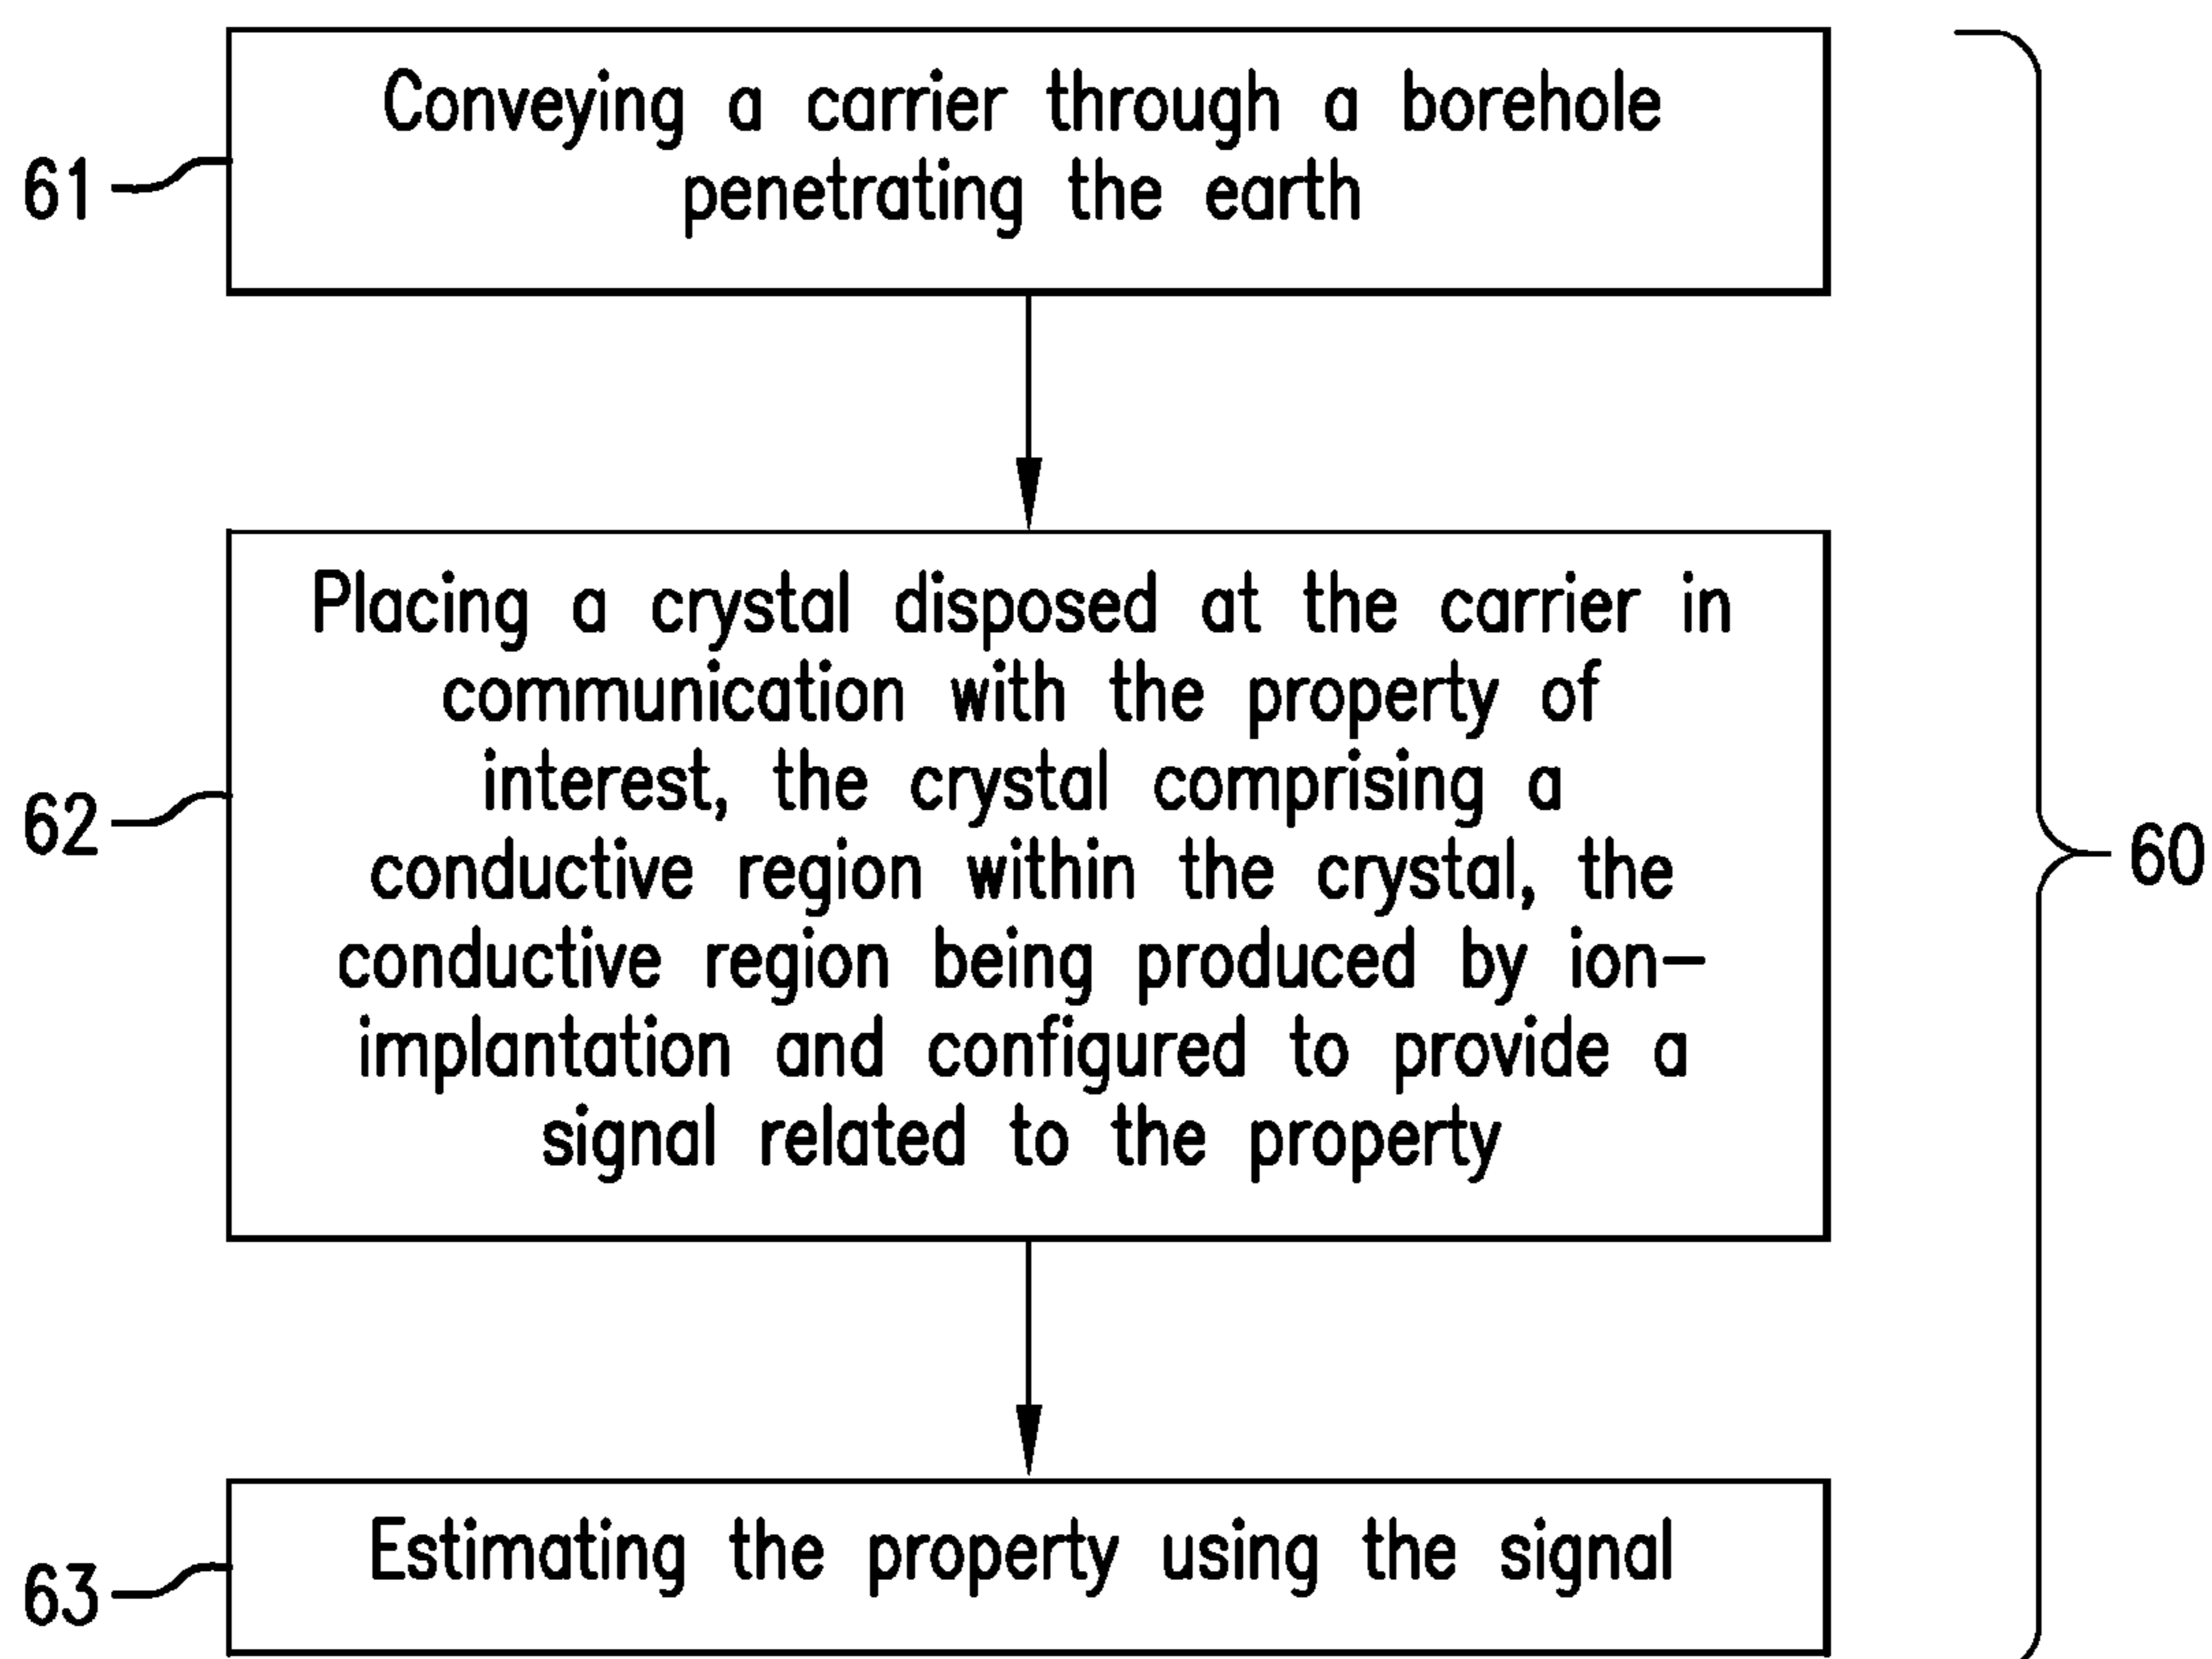 Conveying a carrier through a borehole
penetrating the earth
61
Placing a crystal disposed at the carrier in
communication with the property of
interest, the crystal comprising a
conductive region within the crystal, the
conductive region being produced by ion–
implantation and configured to provide a
signal related to the property
62
60
Estimating the property using the signal
63